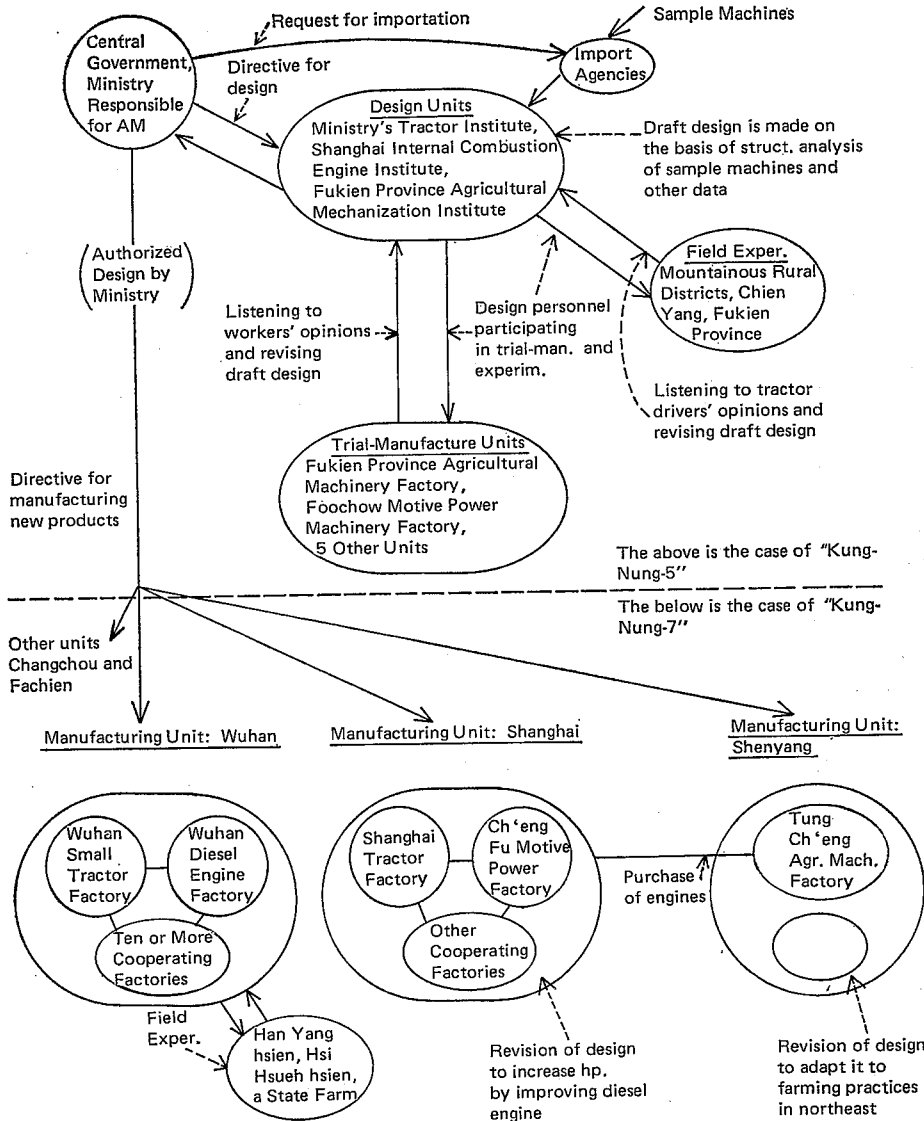 Request for importation
Sample Machines
Central
Government,
Ministry
Responsible
for AM
Directive for
design
Import
Agencies
Design Units
Ministry's Tractor Institute,
Shanghai Internal Combustion
Engine Institute,
Fukien Province Agricultural
Mechanization Institute
Draft design is made on
the basis of struct. analysis
of sample machines and
other data
(Authorized
Design by
Ministry)
Field Exper.
Mountainous Rural
Districts, Chien
Yang, Fukien
Province
Listening to
workers' opinions
and revising
draft design
Design personnel
participating
in trial-man. and
experim.
Listening to tractor
drivers' opinions and
revising draft design
Trial-Manufacture Units
Fukien Province Agricultural
Machinery Factory,
Foochow Motive Power
Machinery Factory,
5 Other Units
Directive for
manufacturing
new products
The above is the case of "Kung-
Nung-5"
The below is the case of "Kung-
Nung-7"
Other units
Changchou and
Fachien
Manufacturing Unit: Wuhan
Manufacturing Unit: Shanghai
Manufacturing Unit:
Shenyang
Wuhan
Small
Tractor
Factory
Wuhan
Diesel
Engine
Factory
Ten or More
Cooperating
Factories
Shanghai
Tractor
Factory
Ch'eng
Fu Motive
Power
Factory
Other
Cooperating
Factories
Purchase
of engines
Tung
Ch'eng
Agr. Mach.
Factory
Field
Exper.
Han Yang
hsien, Hsi
Hsueh hsien,
a State Farm
Revision of design
to increase hp.
by improving diesel
engine
Revision of design
to adapt it to
farming practices
in northeast